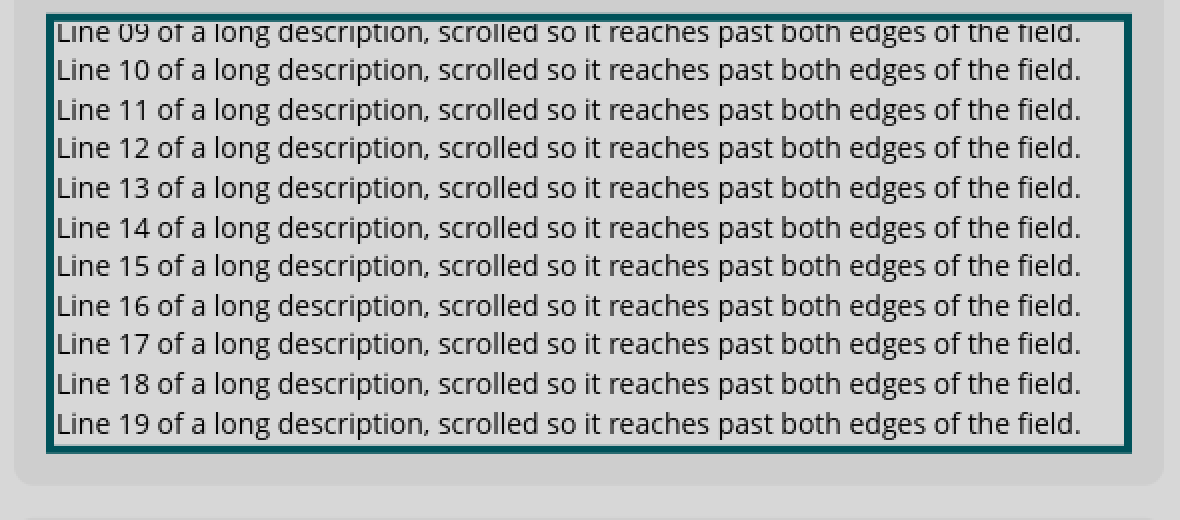 Line 09 of a long description, scrolled so it reaches past both edges of the field.
Line 10 of a long description, scrolled so it reaches past both edges of the field.
Line 11 of a long description, scrolled so it reaches past both edges of the field.
Line 12 of a long description, scrolled so it reaches past both edges of the field.
Line 13 of a long description, scrolled so it reaches past both edges of the field.
Line 14 of a long description, scrolled so it reaches past both edges of the field.
Line 15 of a long description, scrolled so it reaches past both edges of the field.
Line 16 of a long description, scrolled so it reaches past both edges of the field.
Line 17 of a long description, scrolled so it reaches past both edges of the field.
Line 18 of a long description, scrolled so it reaches past both edges of the field.
Line 19 of a long description, scrolled so it reaches past both edges of the field.